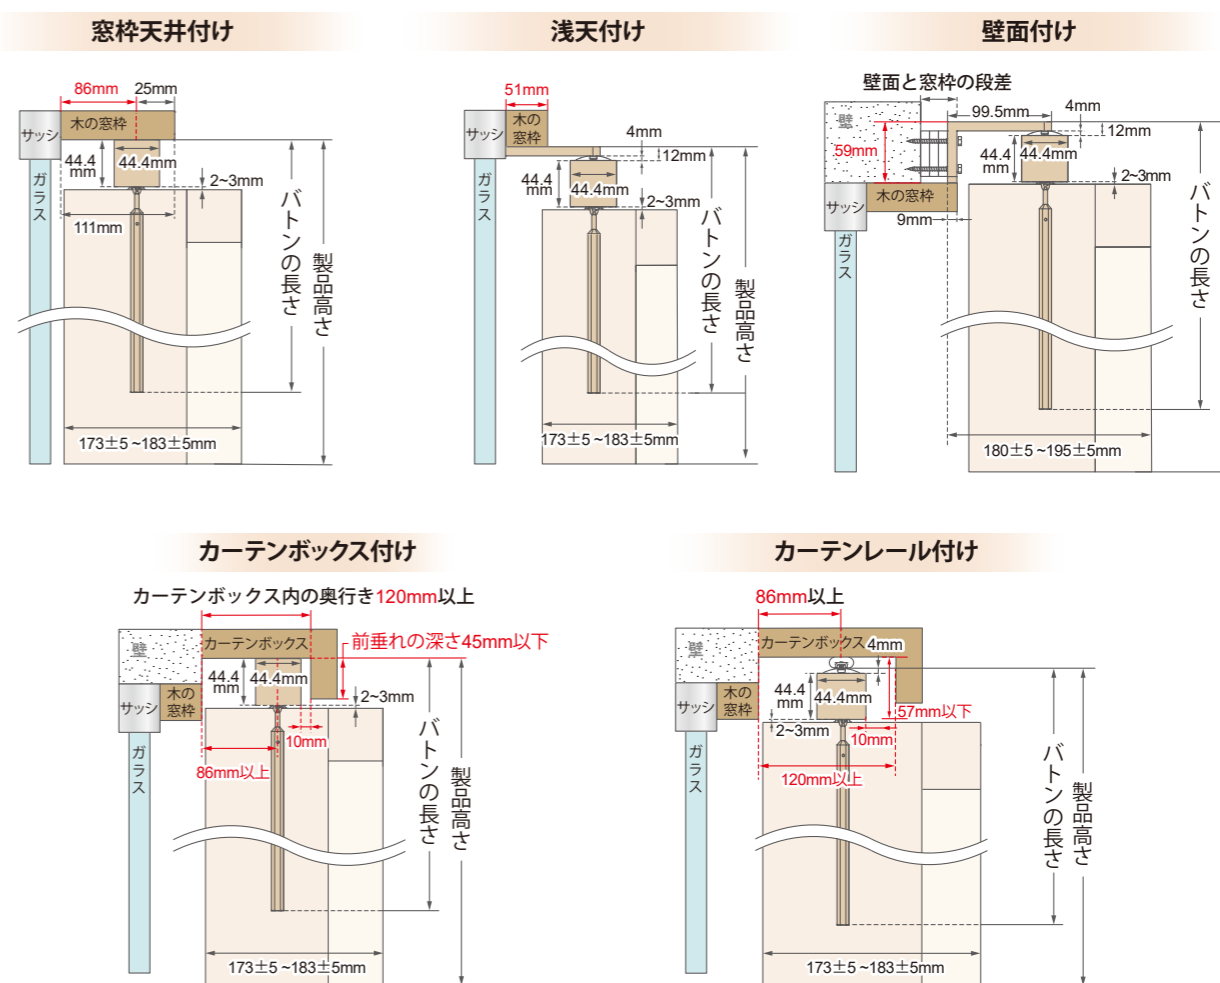 窓枠天井付け
86mm
25mm
サッシ
木の窓枠
44.4
mm
44.4mm
2~3mm
ガラス
111mm
バトンの長さ
製品高さ
173±5 ~183±5mm
浅天付け
51mm
サッシ
木の
窓枠
4mm
12mm
44.4
mm
44.4mm
2~3mm
ガラス
バトンの長さ
製品高さ
173±5 ~183±5mm
壁面付け
壁面と窓枠の段差
99.5mm
4mm
壁
12mm
59mm
44.4
mm
44.4mm
2~3mm
サッシ
木の窓枠
9mm
ガラス
バトンの長さ
180±5 ~195±5mm
カーテンボックス付け
カーテンボックス内の奥行き120mm以上
壁
カーテンボックス
前垂れの深さ45mm以下
44.4
mm
44.4mm
2~3mm
サッシ
木の
窓枠
10mm
86mm以上
ガラス
バトンの長さ
製品高さ
173±5 ~183±5mm
カーテンレール付け
86mm以上
壁
カーテンボックス
4mm
44.4
mm
44.4mm
サッシ
木の
窓枠
57mm以下
2~3mm
10mm
120mm以上
ガラス
バトンの長さ
製品高さ
173±5 ~183±5mm